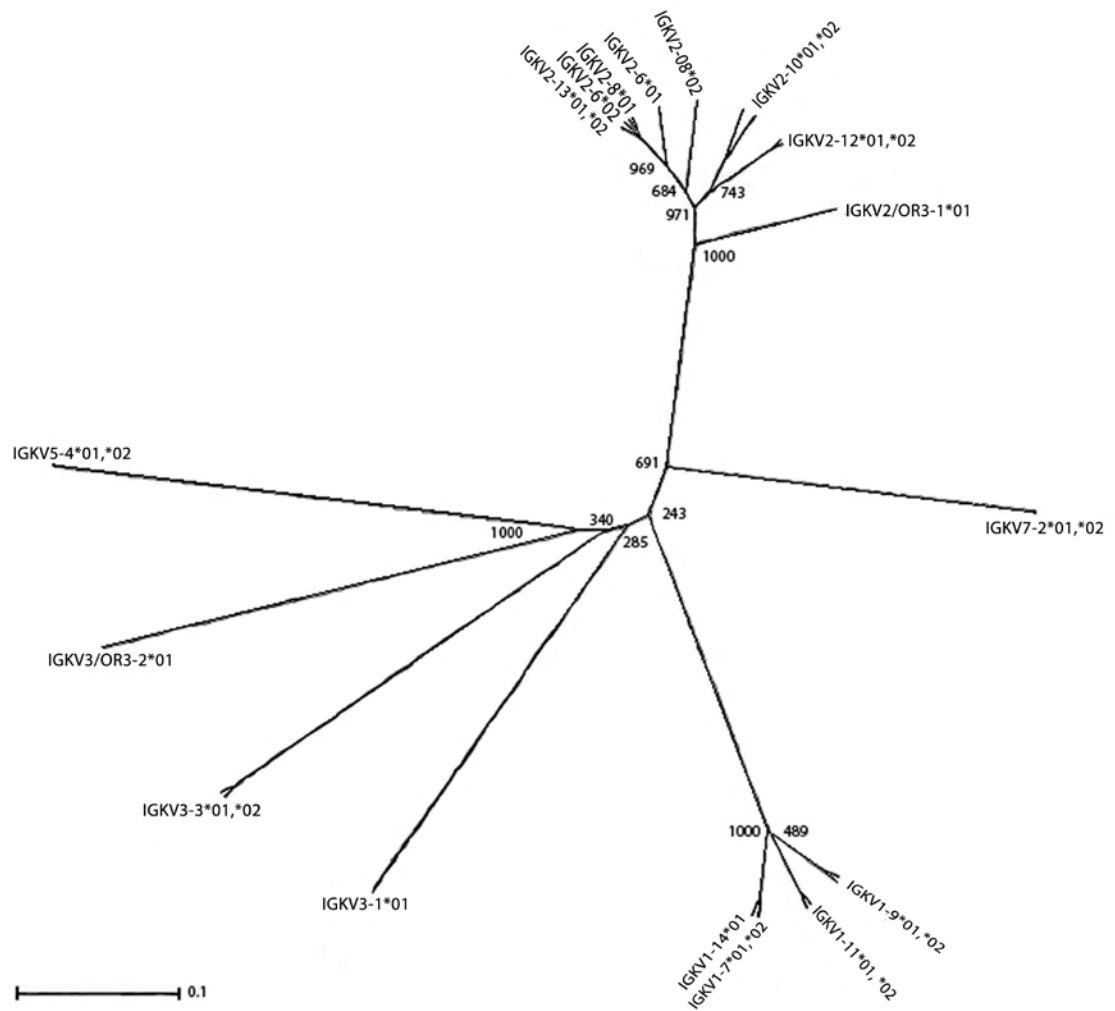 IGKV2-08*02
IGKV2-10*01,*02
IGKV2-6*01
IGKV2-8*01
IGKV2-6*02
IGKV2-13*01,*02
IGKV2-12*01,*02
969
684
743
971
IGKV2/OR3-1*01
1000
IGKV5-4*01,*02
691
340
243
1000
285
IGKV7-2*01,*02
IGKV3/OR3-2*01
IGKV3-3*01,*02
1000
489
IGKV3-1*01
IGKV1-9*01,*02
IGKV1-11*01, *02
IGKV1-14*01
IGKV1-7*01,*02
0.1